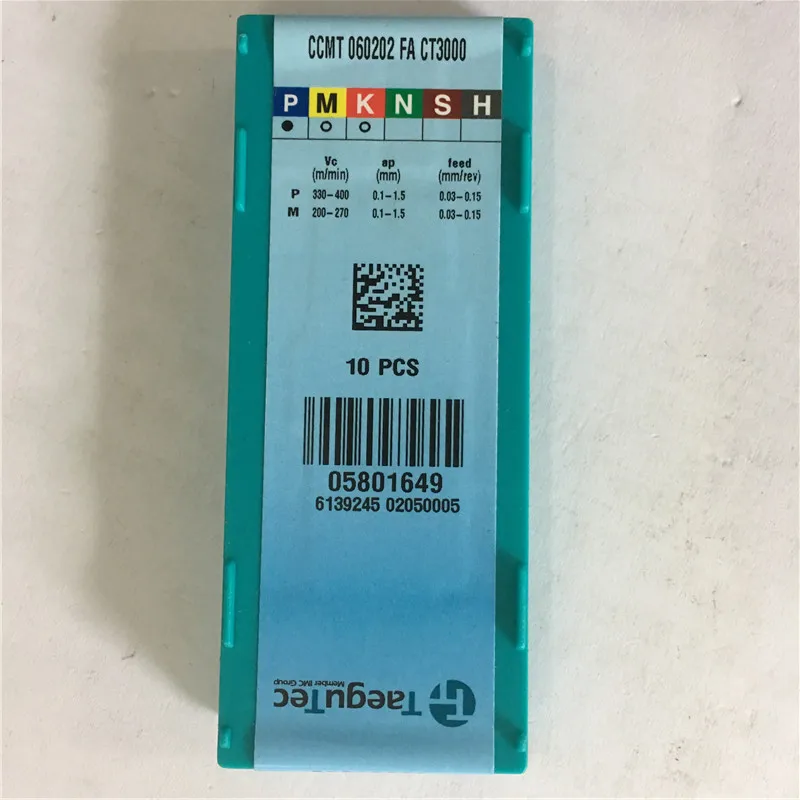 CCMT 060202 FA CT3000
P M K N S H
Vc ap feed
(m/min) (mm) (mm/rev)
P 330-400 0.1-1.5 0.03-0.15
M 200-270 0.1-1.5 0.03-0.15
10 PCS
05801649
6139245 02050005
TaeguTec
Member IMC Group